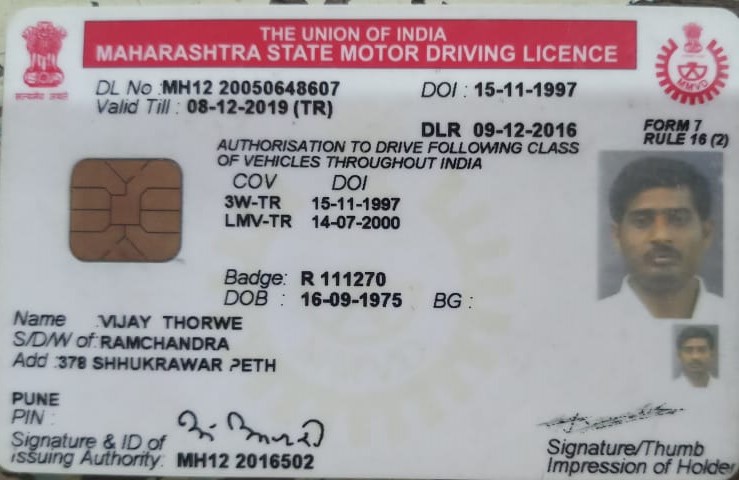 THE UNION OF INDIA
MAHARASHTRA STATE MOTOR DRIVING LICENCE
सत्यमेव जयते
MMVD
DL No : MH12 20050648607 DOI : 15-11-1997
Valid Till : 08-12-2019 (TR)
DLR 09-12-2016 FORM 7
RULE 16 (2)
AUTHORISATION TO DRIVE FOLLOWING CLASS
OF VEHICLES THROUGHOUT INDIA
COV DOI
3W-TR 15-11-1997
LMV-TR 14-07-2000
Badge: R 111270
DOB : 16-09-1975 BG :
Name : VIJAY THORWE
S/D/W of: RAMCHANDRA
Add : 378 SHHUKRAWAR PETH
PUNE
PIN :
Signature & ID of
issuing Authority: MH12 2016502
Signature/Thumb
Impression of Holder